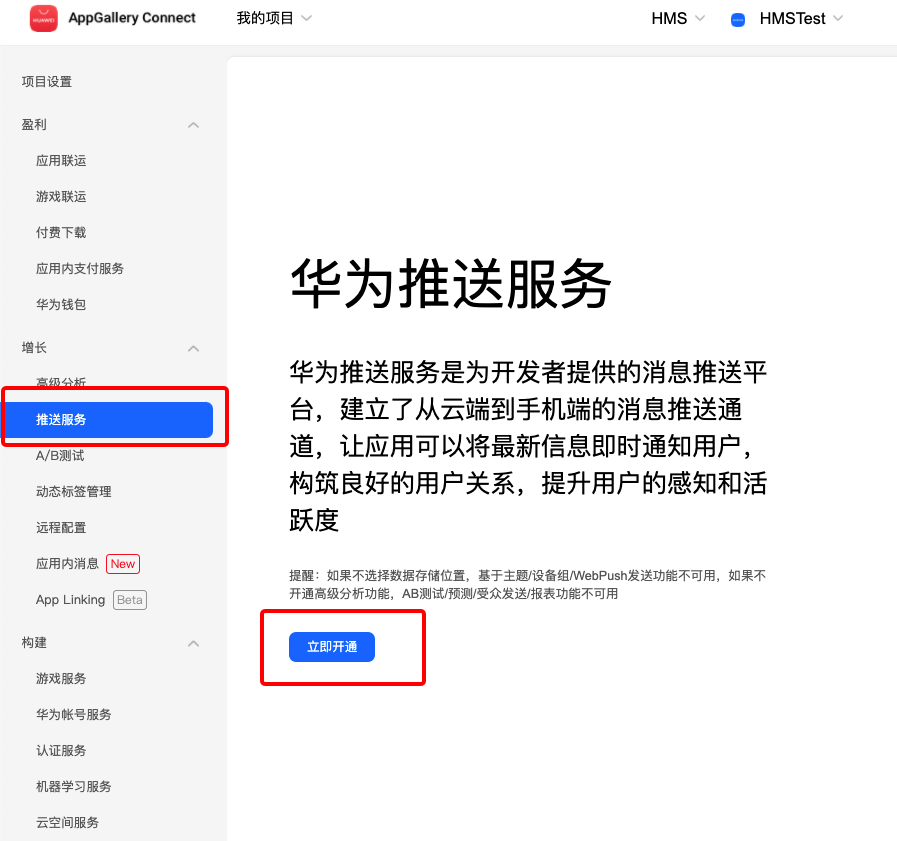 HUAWEI
AppGallery Connect
我的项目
HMS
HMSTest
项目设置
盈利
应用联运
游戏联运
付费下载
应用内支付服务
华为钱包
增长
高级分析
推送服务
A/B测试
动态标签管理
远程配置
应用内消息 New
App Linking Beta
构建
游戏服务
华为帐号服务
认证服务
机器学习服务
云空间服务
华为推送服务
华为推送服务是为开发者提供的消息推送平
台，建立了从云端到手机端的消息推送通
道，让应用可以将最新信息即时通知用户，
构筑良好的用户关系，提升用户的感知和活
跃度
提醒：如果不选择数据存储位置，基于主题/设备组/WebPush发送功能不可用，如果不
开通高级分析功能，AB测试/预测/受众发送/报表功能不可用
立即开通